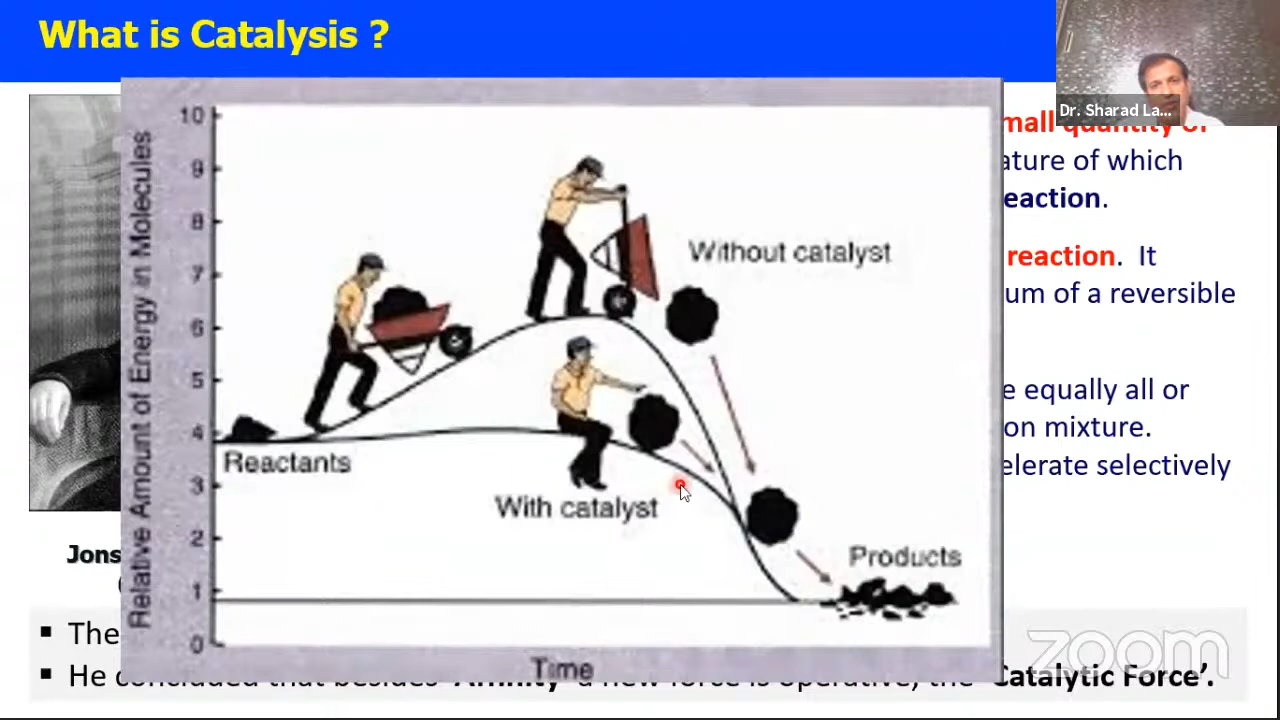 What is Catalysis ?
Dr. Sharad La...
mall quantity of
ature of which
eaction.
reaction. It
um of a reversible
e equally all or
on mixture.
elerate selectively
Relative Amount of Energy in Molecules
10
9
8
7
6
5
4
3
2
1
0
Without catalyst
Reactants
With catalyst
Products
Time
Jons
▪ The
▪ He concluded that besides 'Affinity' a new force is operative, the 'Catalytic Force'.
zoom